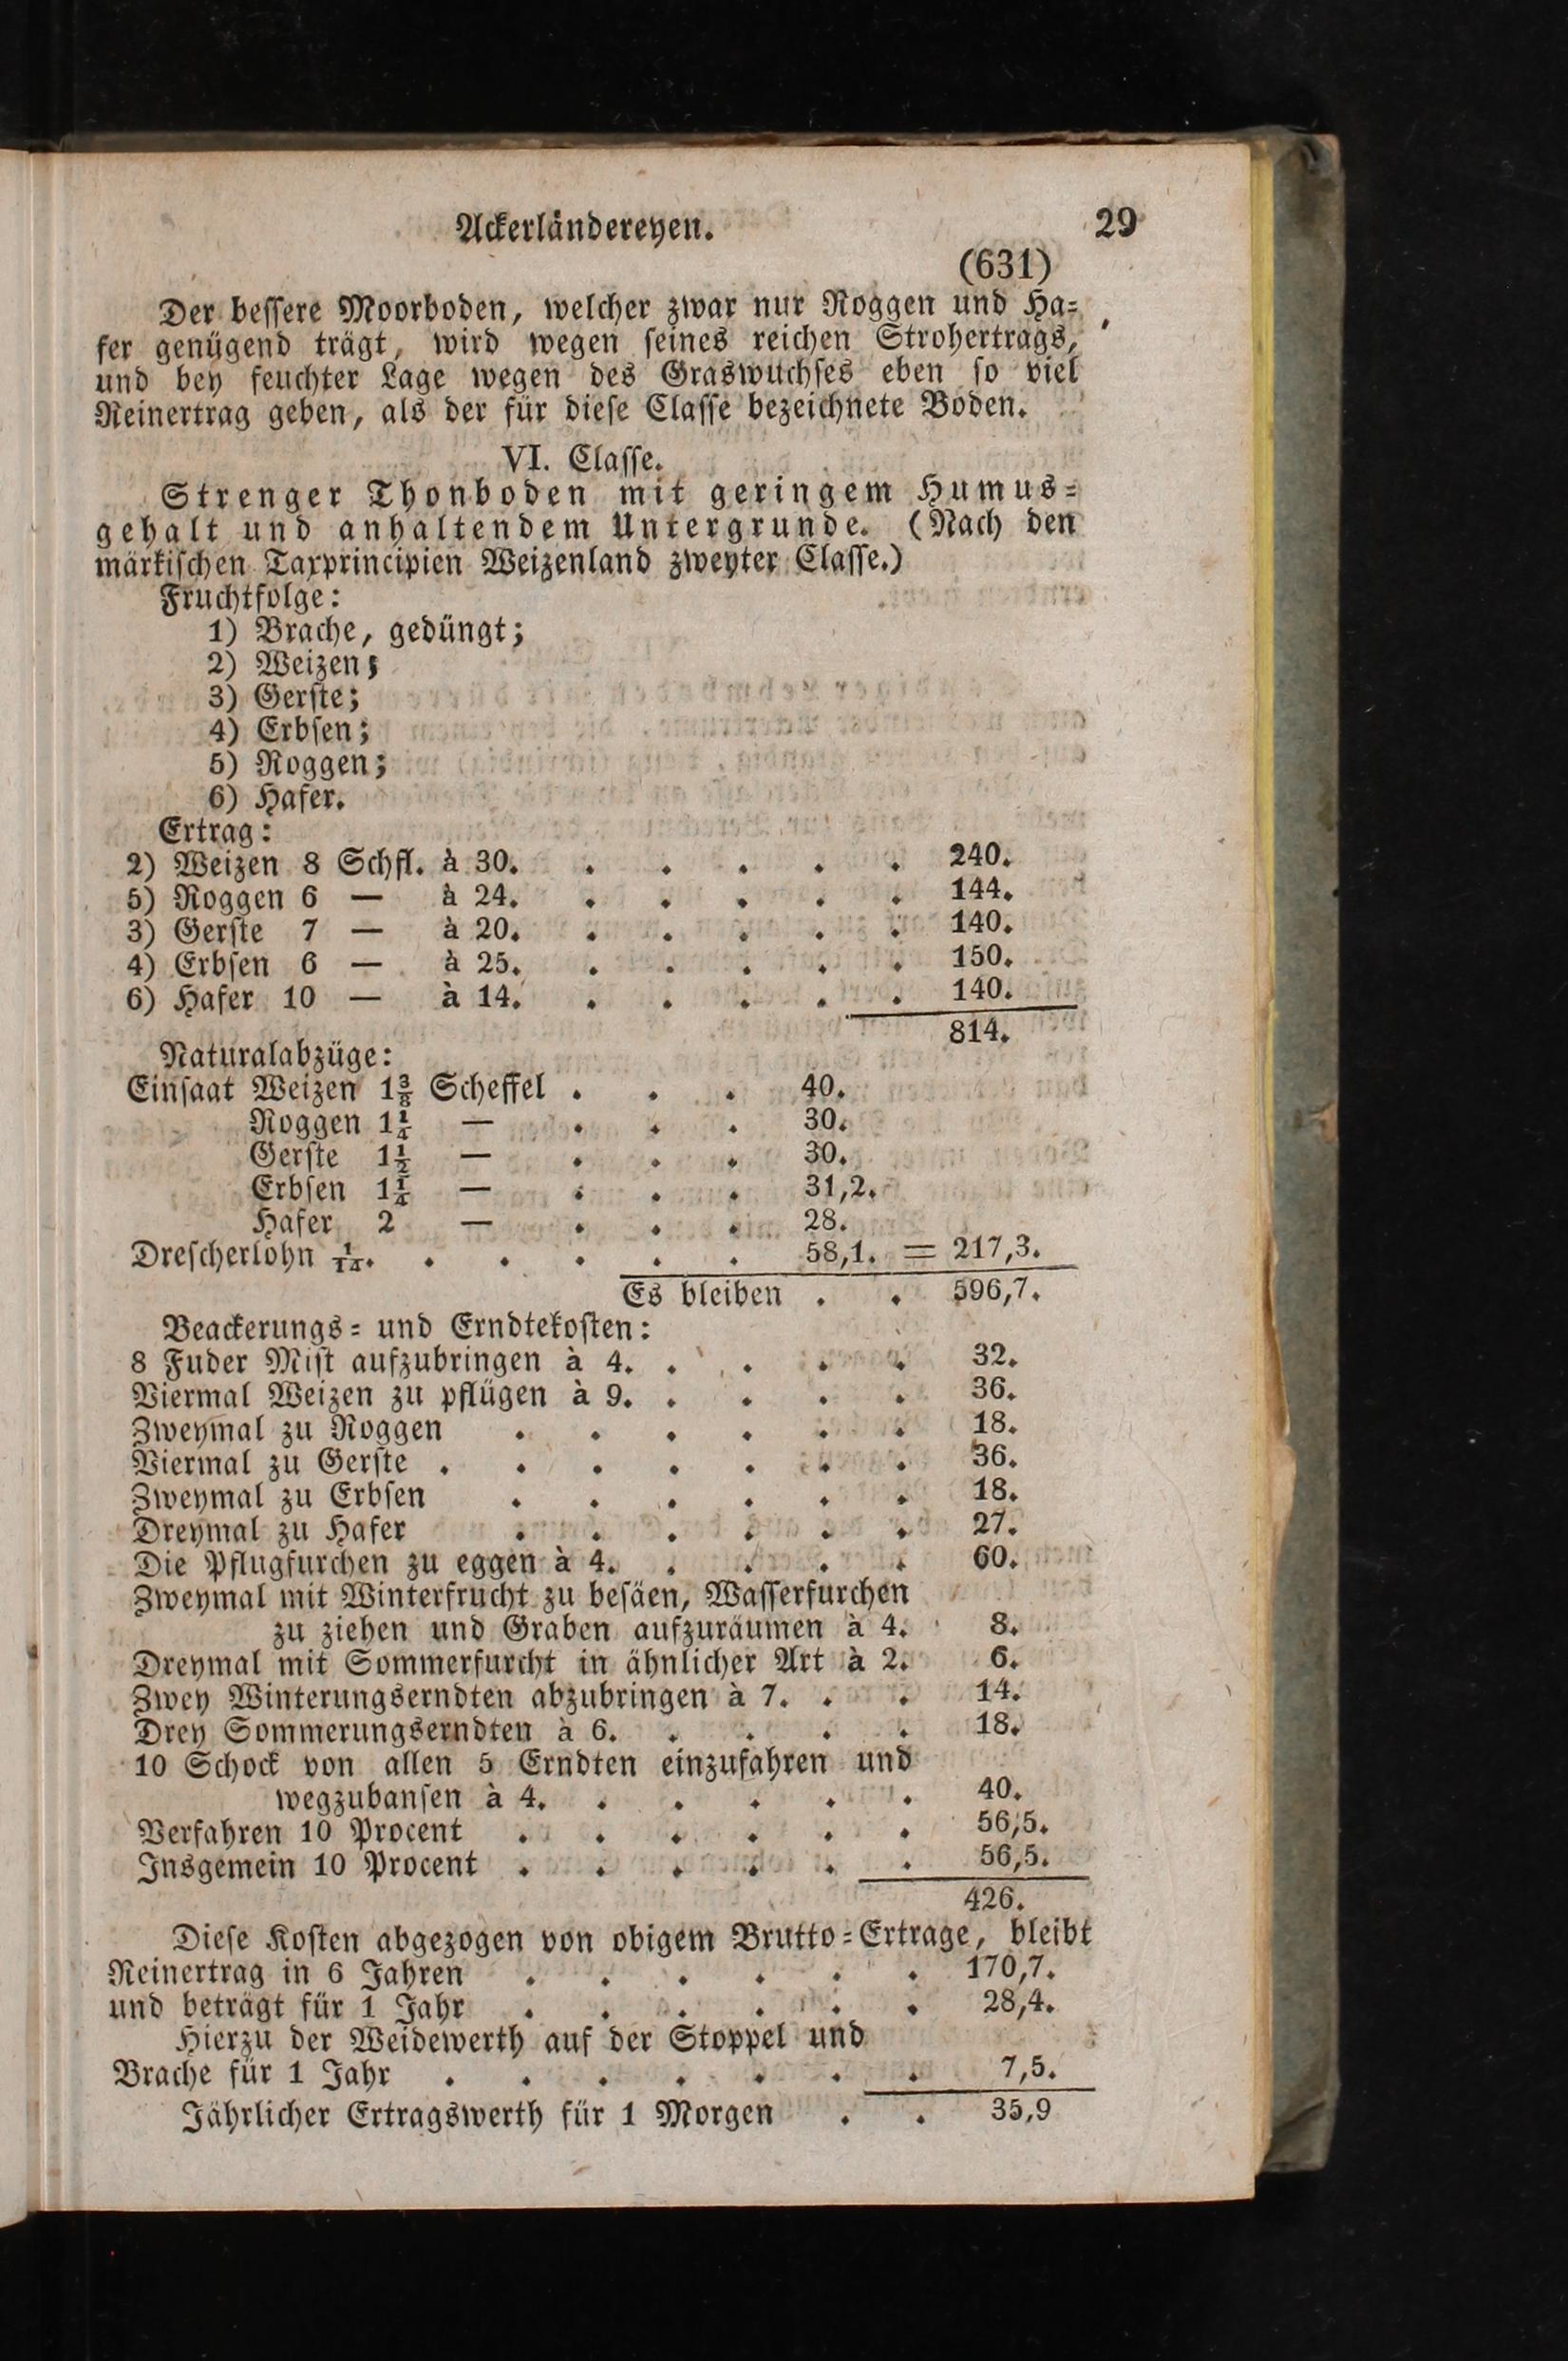 Ackerländereyen. 29
(631)
Der bessere Moorboden, welcher zwar nur Roggen und Ha-
fer genügend trägt, wird wegen seines reichen Strohertrags,
und bey feuchter Lage wegen des Graswuchses eben so viel
Reinertrag geben, als der für diese Classe bezeichnete Boden.
VI. Classe.
Strenger Thonboden mit geringem Humus-
gehalt und anhaltendem Untergrunde. (Nach den
märkischen Taxprincipien Weizenland zweyter Classe.)
Fruchtfolge:
1) Brache, gedüngt;
2) Weizen;
3) Gerste;
4) Erbsen;
5) Roggen;
6) Hafer.
Ertrag:
2) Weizen 8 Schfl. à 30. . . . . . 240.
5) Roggen 6 — à 24. . . . . . 144.
3) Gerste 7 — à 20. . . . . . 140.
4) Erbsen 6 — à 25. . . . . . 150.
6) Hafer 10 — à 14. . . . . . 140.
814.
Naturalabzüge:
Einsaat Weizen 1⅜ Scheffel . . . 40.
Roggen 1¼ — . . . 30.
Gerste 1½ — . . . 30.
Erbsen 1¼ — . . . 31,2.
Hafer 2 — . . . 28.
Drescherlohn 1/14. . . . . . 58,1. = 217,3.
Es bleiben . . 596,7.
Beackerungs- und Erndtekosten:
8 Fuder Mist aufzubringen à 4. . . . . 32.
Viermal Weizen zu pflügen à 9. . . . . 36.
Zweymal zu Roggen . . . . . . 18.
Viermal zu Gerste . . . . . . . 36.
Zweymal zu Erbsen . . . . . . 18.
Dreymal zu Hafer . . . . . . 27.
Die Pflugfurchen zu eggen à 4. . . . . 60.
Zweymal mit Winterfrucht zu besäen, Wasserfurchen
zu ziehen und Graben aufzuräumen à 4. 8.
Dreymal mit Sommerfurcht in ähnlicher Art à 2. 6.
Zwey Winterungserndten abzubringen à 7. . . 14.
Drey Sommerungserndten à 6. . . . . 18.
10 Schock von allen 5 Erndten einzufahren und
wegzubansen à 4. . . . . . 40.
Verfahren 10 Procent . . . . . . 56,5.
Insgemein 10 Procent . . . . . . 56,5.
426.
Diese Kosten abgezogen von obigem Brutto-Ertrage, bleibt
Reinertrag in 6 Jahren . . . . . . 170,7.
und beträgt für 1 Jahr . . . . . . 28,4.
Hierzu der Weidewerth auf der Stoppel und
Brache für 1 Jahr . . . . . . . 7,5.
Jährlicher Ertragswerth für 1 Morgen . . 35,9